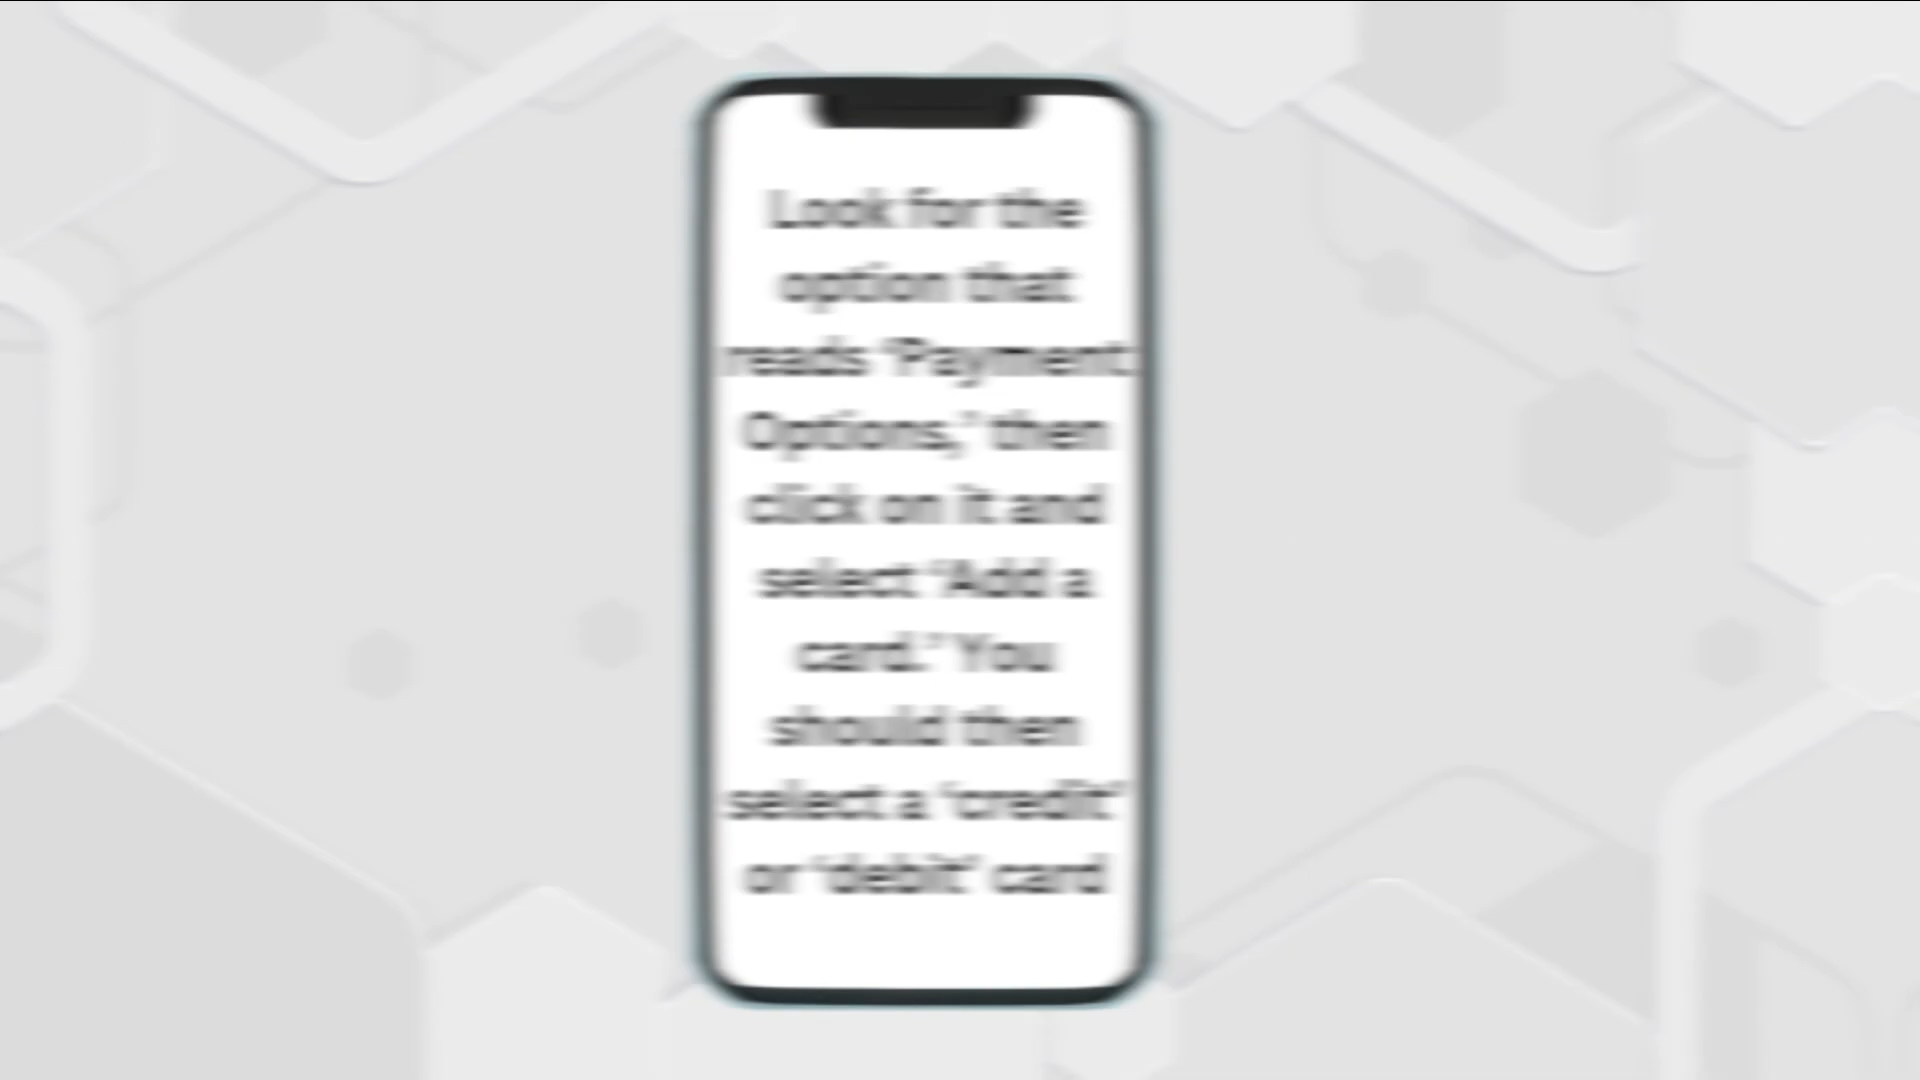 Look for the
option that
reads “Payment
Options,” then
click on it and
select “Add a
card.” You
should then
select a “credit”
or “debit” card